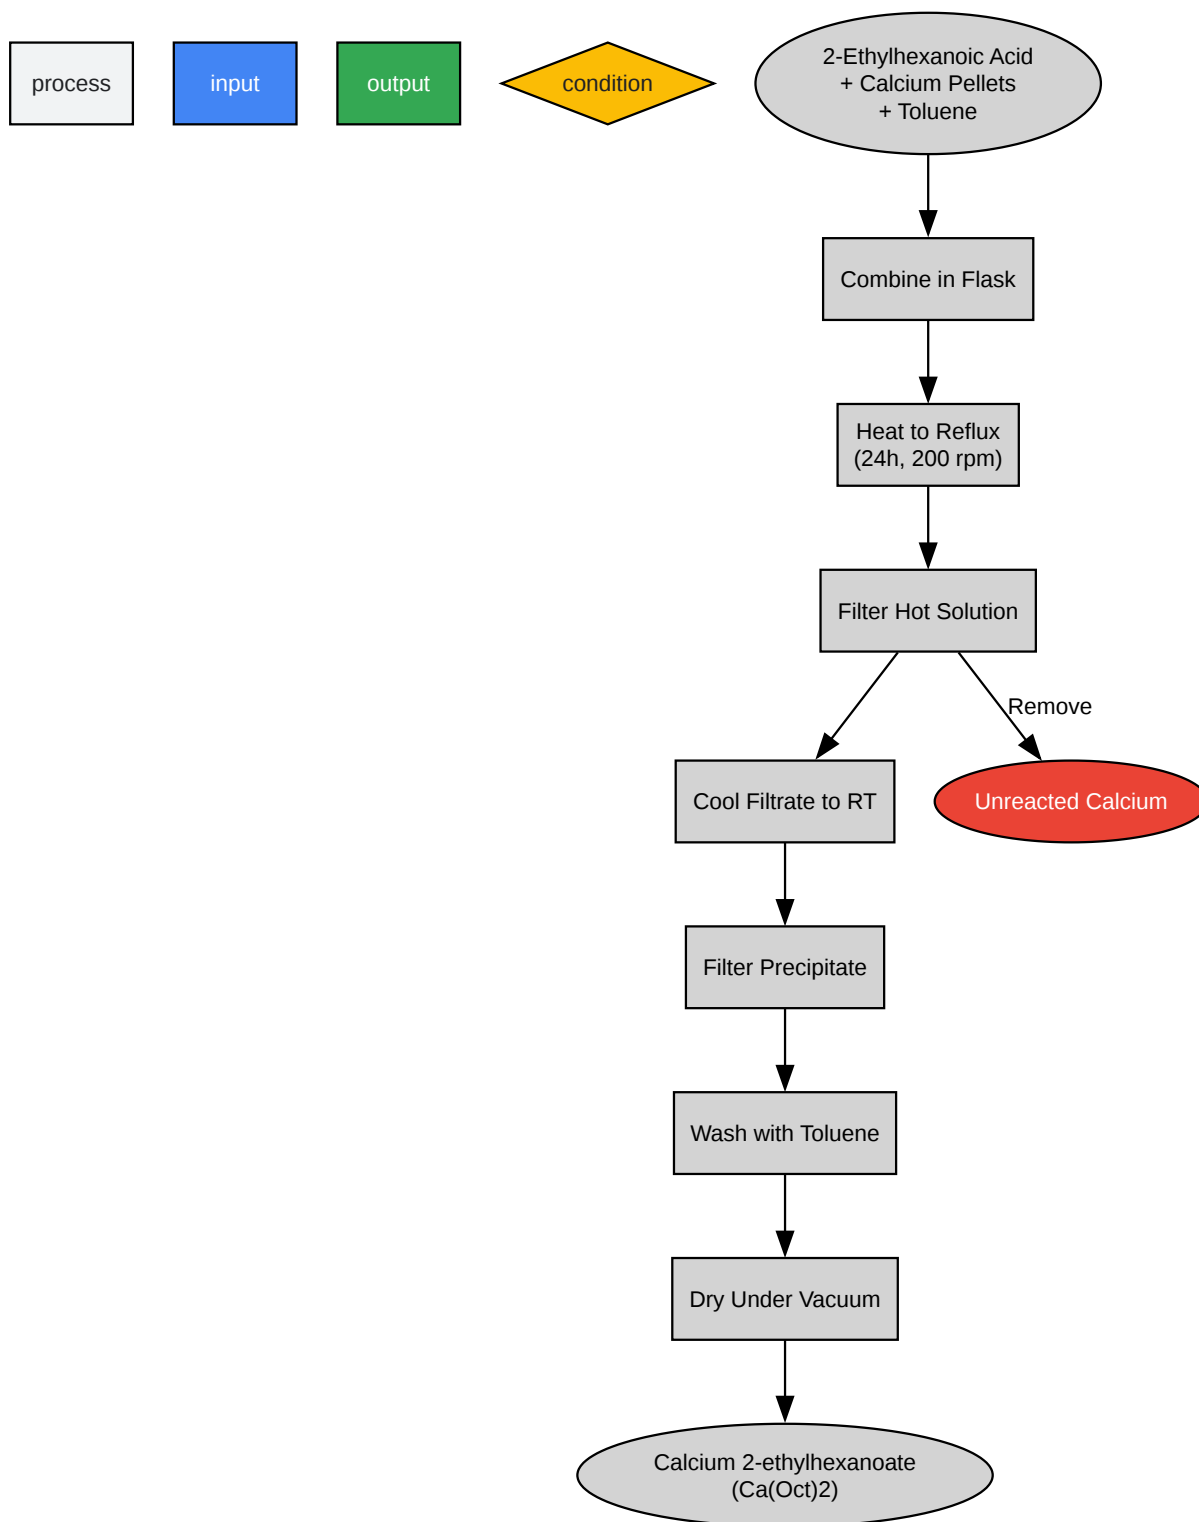 process
input
output
condition
2-Ethylhexanoic Acid
+ Calcium Pellets
+ Toluene
Combine in Flask
Heat to Reflux
(24h, 200 rpm)
Filter Hot Solution
Remove
Cool Filtrate to RT
Unreacted Calcium
Filter Precipitate
Wash with Toluene
Dry Under Vacuum
Calcium 2-ethylhexanoate
(Ca(Oct)2)